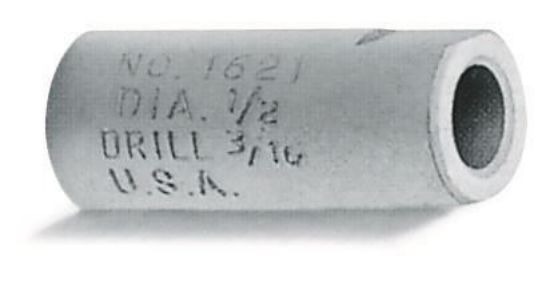 NO. 1621
DIA. 1/2
DRILL 3/16
U.S.A.